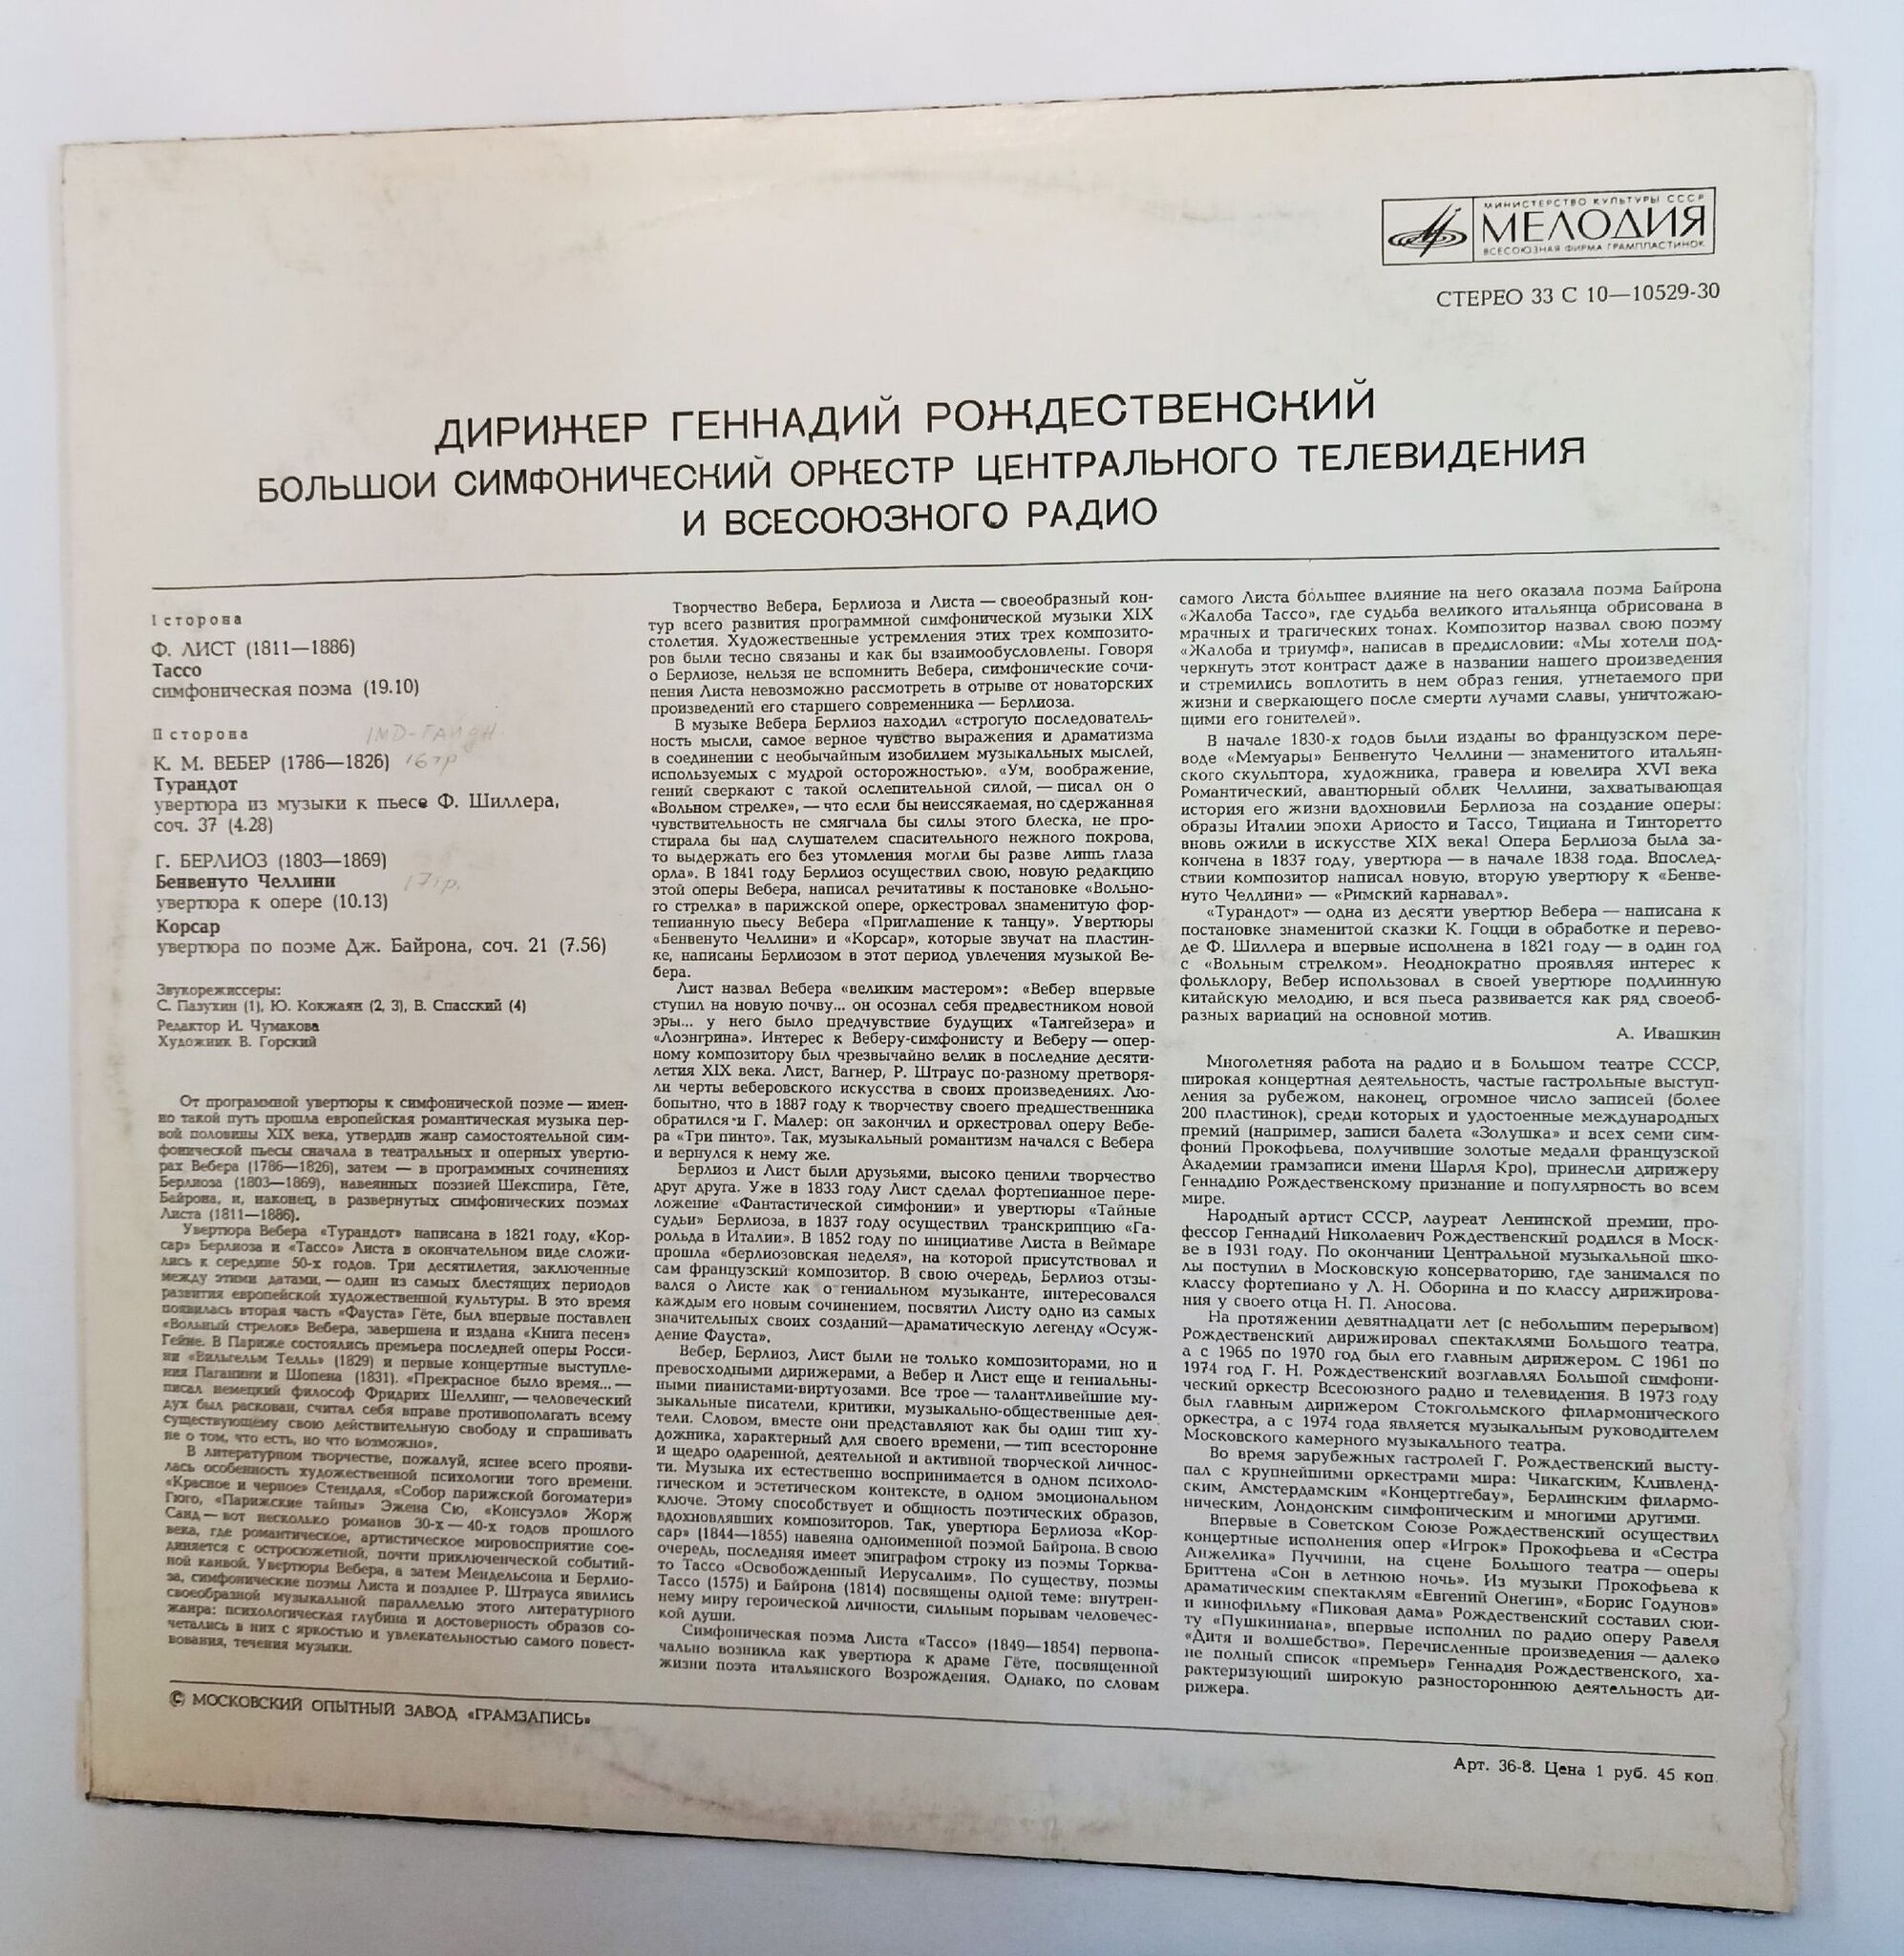 МИНИСТЕРСТВО КУЛЬТУРЫ СССР
МЕЛОДИЯ
ВСЕСОЮЗНАЯ ФИРМА ГРАМПЛАСТИНОК
СТЕРЕО 33 С 10—10529-30
ДИРИЖЕР ГЕННАДИЙ РОЖДЕСТВЕНСКИЙ
БОЛЬШОЙ СИМФОНИЧЕСКИЙ ОРКЕСТР ЦЕНТРАЛЬНОГО ТЕЛЕВИДЕНИЯ
И ВСЕСОЮЗНОГО РАДИО
I сторона
Ф. ЛИСТ (1811—1886)
Тассо
симфоническая поэма (19.10)
II сторона
К. М. ВЕБЕР (1786—1826) 16тр
Турандот
увертюра из музыки к пьесе Ф. Шиллера,
соч. 37 (4.28)
Г. БЕРЛИОЗ (1803—1869)
Бенвенуто Челлини 17тр.
увертюра к опере (10.13)
Корсар
увертюра по поэме Дж. Байрона, соч. 21 (7.56)
Звукорежиссеры:
С. Пазухин (1), Ю. Кокжаян (2, 3), В. Спасский (4)
Редактор И. Чумакова
Художник В. Горский
От программной увертюры к симфонической поэме — имен-
но такой путь прошла европейская романтическая музыка пер-
вой половины XIX века, утвердив жанр самостоятельной сим-
фонической пьесы сначала в театральных и оперных увертю-
рах Вебера (1786—1826), затем — в программных сочинениях
Берлиоза (1803—1869), навеянных поэзией Шекспира, Гёте,
Байрона, и, наконец, в развернутых симфонических поэмах
Листа (1811—1886).
Увертюра Вебера «Турандот» написана в 1821 году, «Кор-
сар» Берлиоза и «Тассо» Листа в окончательном виде сложи-
лись к середине 50-х годов. Три десятилетия, заключенные
между этими датами, — один из самых блестящих периодов
развития европейской художественной культуры. В это время
появилась вторая часть «Фауста» Гёте, был впервые поставлен
«Вольный стрелок» Вебера, завершена и издана «Книга песен»
Гейне. В Париже состоялись премьера последней оперы Росси-
ни «Вильгельм Телль» (1829) и первые концертные выступле-
ния Паганини и Шопена (1831). «Прекрасное было время... —
писал немецкий философ Фридрих Шеллинг, — человеческий
дух был раскован, считал себя вправе противополагать всему
существующему свою действительную свободу и спрашивать
не о том, что есть, но что возможно».
В литературном творчестве, пожалуй, яснее всего прояви-
лась особенность художественной психологии того времени.
«Красное и черное» Стендаля, «Собор парижской богоматери»
Гюго, «Парижские тайны» Эжена Сю, «Консуэло» Жорж
Санд — вот несколько романов 30-х — 40-х годов прошлого
века, где романтическое, артистическое мировосприятие сое-
диняется с остросюжетной, почти приключенческой событий-
ной канвой. Увертюры Вебера, а затем Мендельсона и Берлио-
за, симфонические поэмы Листа и позднее Р. Штрауса явились
своеобразной музыкальной параллелью этого литературного
жанра: психологическая глубина и достоверность образов со-
четались в них с яркостью и увлекательностью самого повест-
вования, течения музыки.
Творчество Вебера, Берлиоза и Листа — своеобразный кон-
тур всего развития программной симфонической музыки XIX
столетия. Художественные устремления этих трех композито-
ров были тесно связаны и как бы взаимообусловлены. Говоря
о Берлиозе, нельзя не вспомнить Вебера, симфонические сочи-
нения Листа невозможно рассмотреть в отрыве от новаторских
произведений его старшего современника — Берлиоза.
В музыке Вебера Берлиоз находил «строгую последователь-
ность мысли, самое верное чувство выражения и драматизма
в соединении с необычайным изобилием музыкальных мыслей,
используемых с мудрой осторожностью». «Ум, воображение,
гений сверкают с такой ослепительной силой, — писал он о
«Вольном стрелке», — что если бы неиссякаемая, но сдержанная
чувствительность не смягчала бы силы этого блеска, не про-
стирала бы над слушателем спасительного нежного покрова,
то выдержать его без утомления могли бы разве лишь глаза
орла». В 1841 году Берлиоз осуществил свою, новую редакцию
этой оперы Вебера, написал речитативы к постановке «Вольно-
го стрелка» в парижской опере, оркестровал знаменитую фор-
тепианную пьесу Вебера «Приглашение к танцу». Увертюры
«Бенвенуто Челлини» и «Корсар», которые звучат на пластин-
ке, написаны Берлиозом в этот период увлечения музыкой Ве-
бера.
Лист назвал Вебера «великим мастером»: «Вебер впервые
ступил на новую почву... он осознал себя предвестником новой
эры... у него было предчувствие будущих «Тангейзера» и
«Лоэнгрина». Интерес к Веберу-симфонисту и Веберу — опер-
ному композитору был чрезвычайно велик в последние десяти-
летия XIX века. Лист, Вагнер, Р. Штраус по-разному претворя-
ли черты веберовского искусства в своих произведениях. Лю-
бопытно, что в 1887 году к творчеству своего предшественника
обратился и Г. Малер: он закончил и оркестровал оперу Вебе-
ра «Три пинто». Так, музыкальный романтизм начался с Вебера
и вернулся к нему же.
Берлиоз и Лист были друзьями, высоко ценили творчество
друг друга. Уже в 1833 году Лист сделал фортепианное пере-
ложение «Фантастической симфонии» и увертюры «Тайные
судьи» Берлиоза, в 1837 году осуществил транскрипцию «Га-
рольда в Италии». В 1852 году по инициативе Листа в Веймаре
прошла «берлиозовская неделя», на которой присутствовал и
сам французский композитор. В свою очередь, Берлиоз отзы-
вался о Листе как о гениальном музыканте, интересовался
каждым его новым сочинением, посвятил Листу одно из самых
значительных своих созданий—драматическую легенду «Осуж-
дение Фауста».
Вебер, Берлиоз, Лист были не только композиторами, но и
превосходными дирижерами, а Вебер и Лист еще и гениальны-
ными пианистами-виртуозами. Все трое — талантливейшие му-
зыкальные писатели, критики, музыкально-общественные дея-
тели. Словом, вместе они представляют как бы один тип ху-
дожника, характерный для своего времени, — тип всесторонне
и щедро одаренной, деятельной и активной творческой личнос-
ти. Музыка их естественно воспринимается в одном психоло-
гическом и эстетическом контексте, в одном эмоциональном
ключе. Этому способствует и общность поэтических образов,
вдохновлявших композиторов. Так, увертюра Берлиоза «Кор-
сар» (1844—1855) навеяна одноименной поэмой Байрона. В свою
очередь, последняя имеет эпиграфом строку из поэмы Торква-
то Тассо «Освобожденный Иерусалим». По существу, поэмы
Тассо (1575) и Байрона (1814) посвящены одной теме: внутрен-
нему миру героической личности, сильным порывам человечес-
кой души.
Симфоническая поэма Листа «Тассо» (1849—1854) первона-
чально возникла как увертюра к драме Гёте, посвященной
жизни поэта итальянского Возрождения. Однако, по словам
самого Листа бо́льшее влияние на него оказала поэма Байрона
«Жалоба Тассо», где судьба великого итальянца обрисована в
мрачных и трагических тонах. Композитор назвал свою поэму
«Жалоба и триумф», написав в предисловии: «Мы хотели под-
черкнуть этот контраст даже в названии нашего произведения
и стремились воплотить в нем образ гения, угнетаемого при
жизни и сверкающего после смерти лучами славы, уничтожаю-
щими его гонителей».
В начале 1830-х годов были изданы во французском пере-
воде «Мемуары» Бенвенуто Челлини — знаменитого итальян-
ского скульптора, художника, гравера и ювелира XVI века
Романтический, авантюрный облик Челлини, захватывающая
история его жизни вдохновили Берлиоза на создание оперы:
образы Италии эпохи Ариосто и Тассо, Тициана и Тинторетто
вновь ожили в искусстве XIX века! Опера Берлиоза была за-
кончена в 1837 году, увертюра — в начале 1838 года. Впослед-
ствии композитор написал новую, вторую увертюру к «Бенве-
нуто Челлини» — «Римский карнавал».
«Турандот» — одна из десяти увертюр Вебера — написана к
постановке знаменитой сказки К. Гоцци в обработке и перево-
де Ф. Шиллера и впервые исполнена в 1821 году — в один год
с «Вольным стрелком». Неоднократно проявляя интерес к
фольклору, Вебер использовал в своей увертюре подлинную
китайскую мелодию, и вся пьеса развивается как ряд своеоб-
разных вариаций на основной мотив.
А. Ивашкин
Многолетняя работа на радио и в Большом театре СССР,
широкая концертная деятельность, частые гастрольные выступ-
ления за рубежом, наконец, огромное число записей (более
200 пластинок), среди которых и удостоенные международных
премий (например, записи балета «Золушка» и всех семи сим-
фоний Прокофьева, получившие золотые медали французской
Академии грамзаписи имени Шарля Кро), принесли дирижеру
Геннадию Рождественскому признание и популярность во всем
мире.
Народный артист СССР, лауреат Ленинской премии, про-
фессор Геннадий Николаевич Рождественский родился в Моск-
ве в 1931 году. По окончании Центральной музыкальной шко-
лы поступил в Московскую консерваторию, где занимался по
классу фортепиано у Л. Н. Оборина и по классу дирижирова-
ния у своего отца Н. П. Аносова.
На протяжении девятнадцати лет (с небольшим перерывом)
Рождественский дирижировал спектаклями Большого театра,
а с 1965 по 1970 год был его главным дирижером. С 1961 по
1974 год Г. Н. Рождественский возглавлял Большой симфони-
ческий оркестр Всесоюзного радио и телевидения. В 1973 году
был главным дирижером Стокгольмского филармонического
оркестра, а с 1974 года является музыкальным руководителем
Московского камерного музыкального театра.
Во время зарубежных гастролей Г. Рождественский высту-
пал с крупнейшими оркестрами мира: Чикагским, Кливленд-
ским, Амстердамским «Концертгебау», Берлинским филармо-
ническим, Лондонским симфоническим и многими другими.
Впервые в Советском Союзе Рождественский осуществил
концертные исполнения опер «Игрок» Прокофьева и «Сестра
Анжелика» Пуччини, на сцене Большого театра — оперы
Бриттена «Сон в летнюю ночь». Из музыки Прокофьева к
драматическим спектаклям «Евгений Онегин», «Борис Годунов»
и кинофильму «Пиковая дама» Рождественский составил сюи-
ту «Пушкиниана», впервые исполнил по радио оперу Равеля
«Дитя и волшебство». Перечисленные произведения — далеко
не полный список «премьер» Геннадия Рождественского, ха-
рактеризующий широкую разностороннюю деятельность ди-
рижера.
© МОСКОВСКИЙ ОПЫТНЫЙ ЗАВОД «ГРАМЗАПИСЬ»
Арт. 36-8. Цена 1 руб. 45 коп.